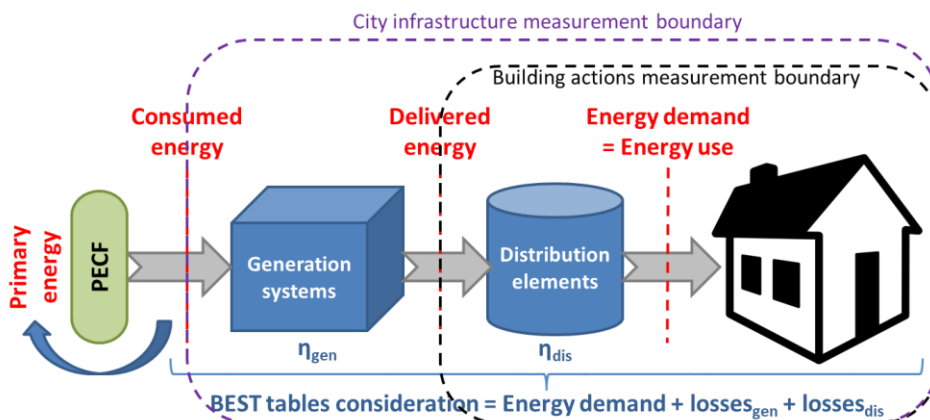 City infrastructure measurement boundary
Building actions measurement boundary
Consumed
energy
Delivered
energy
Energy demand
= Energy use
Primary
energy
PECF
Generation
systems
Distribution
elements
ηgen
ηdis
BEST tables consideration = Energy demand + lossesgen + lossesdis